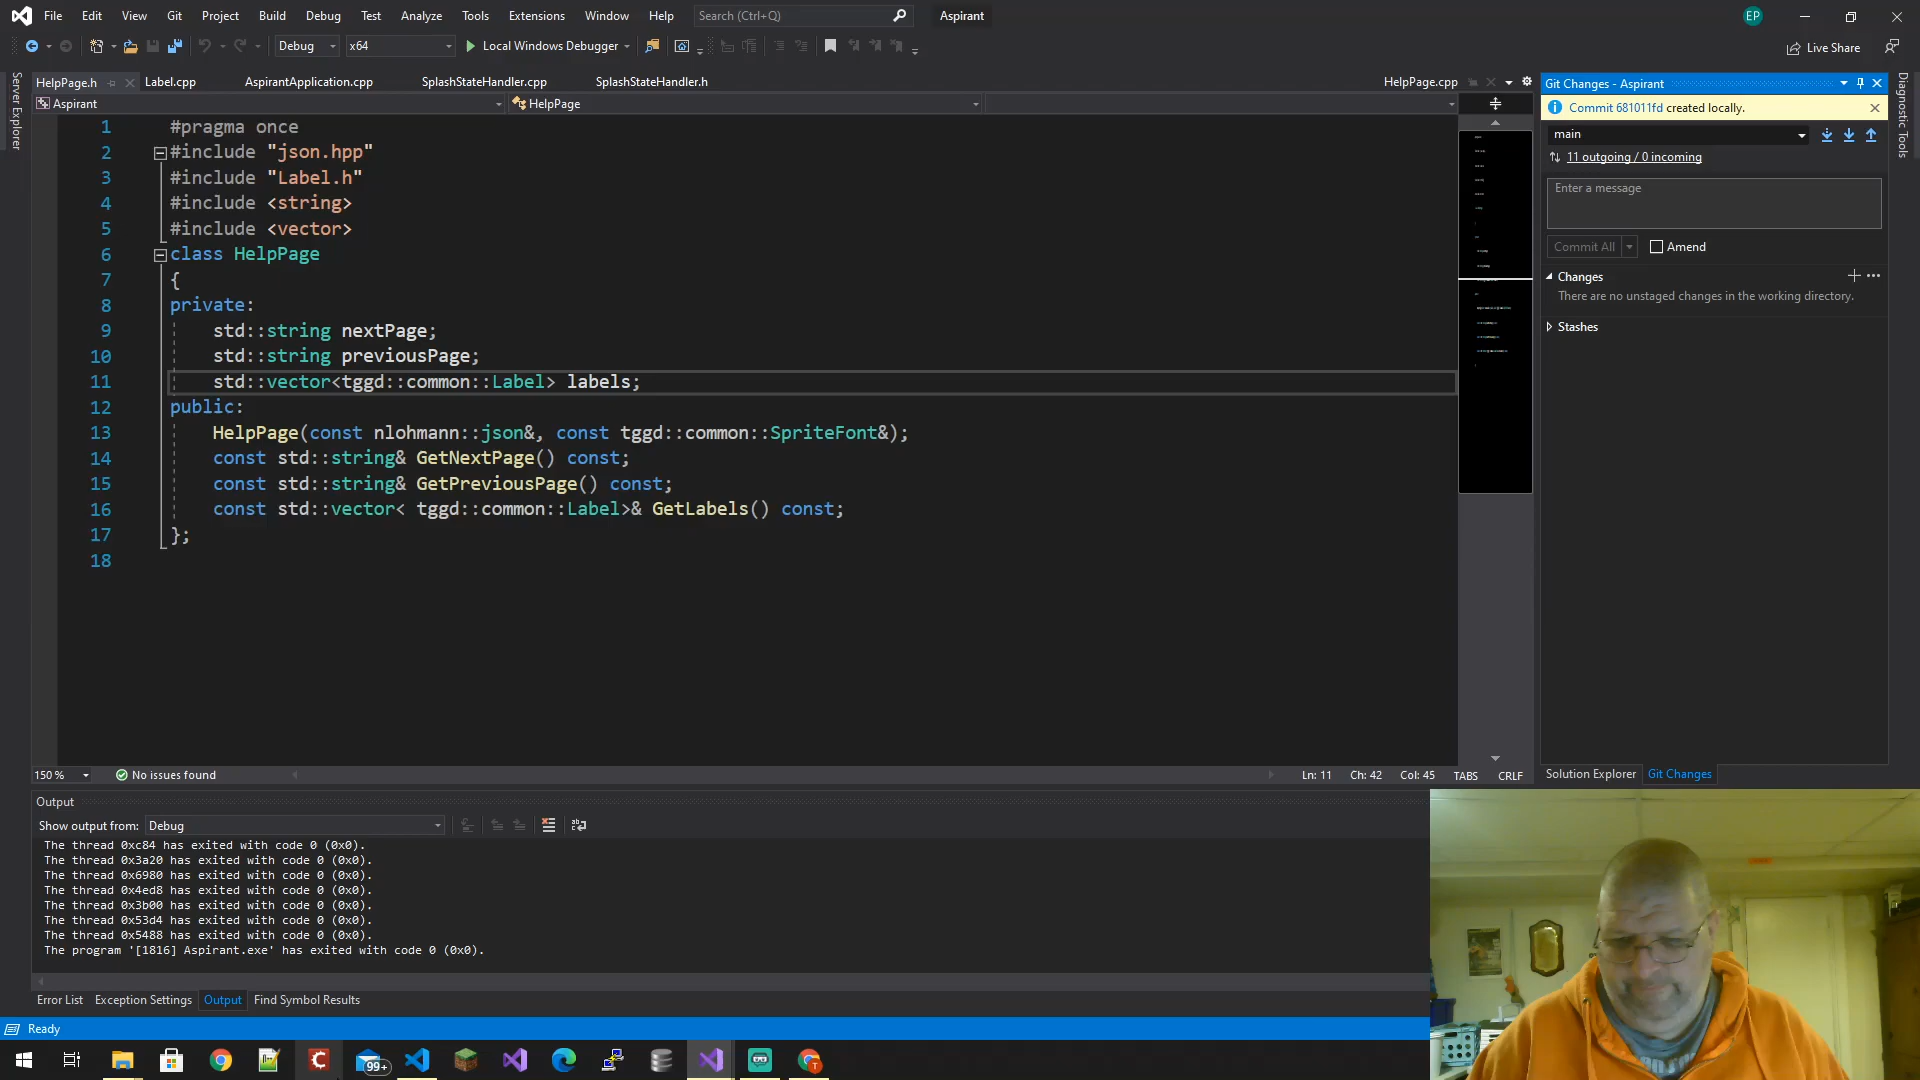 File Edit View Git Project Build Debug Test Analyze Tools Extensions Window Help Search (Ctrl+Q) Aspirant EP
Debug x64 Local Windows Debugger Live Share
HelpPage.h Label.cpp AspirantApplication.cpp SplashStateHandler.cpp SplashStateHandler.h HelpPage.cpp
Aspirant HelpPage
Server Explorer
1 #pragma once
2 #include "json.hpp"
3 #include "Label.h"
4 #include <string>
5 #include <vector>
6 class HelpPage
7 {
8 private:
9 std::string nextPage;
10 std::string previousPage;
11 std::vector<tggd::common::Label> labels;
12 public:
13 HelpPage(const nlohmann::json&, const tggd::common::SpriteFont&);
14 const std::string& GetNextPage() const;
15 const std::string& GetPreviousPage() const;
16 const std::vector< tggd::common::Label>& GetLabels() const;
17 };
18
150 % No issues found Ln: 11 Ch: 42 Col: 45 TABS CRLF
Git Changes - Aspirant
Commit 681011fd created locally.
main
11 outgoing / 0 incoming
Enter a message
Commit All Amend
Changes
There are no unstaged changes in the working directory.
Stashes
Solution Explorer Git Changes
Diagnostic Tools
Output
Show output from: Debug
The thread 0xc84 has exited with code 0 (0x0).
The thread 0x3a20 has exited with code 0 (0x0).
The thread 0x6980 has exited with code 0 (0x0).
The thread 0x4ed8 has exited with code 0 (0x0).
The thread 0x3b00 has exited with code 0 (0x0).
The thread 0x53d4 has exited with code 0 (0x0).
The thread 0x5488 has exited with code 0 (0x0).
The program '[1816] Aspirant.exe' has exited with code 0 (0x0).
Error List Exception Settings Output Find Symbol Results
Ready
99+
T